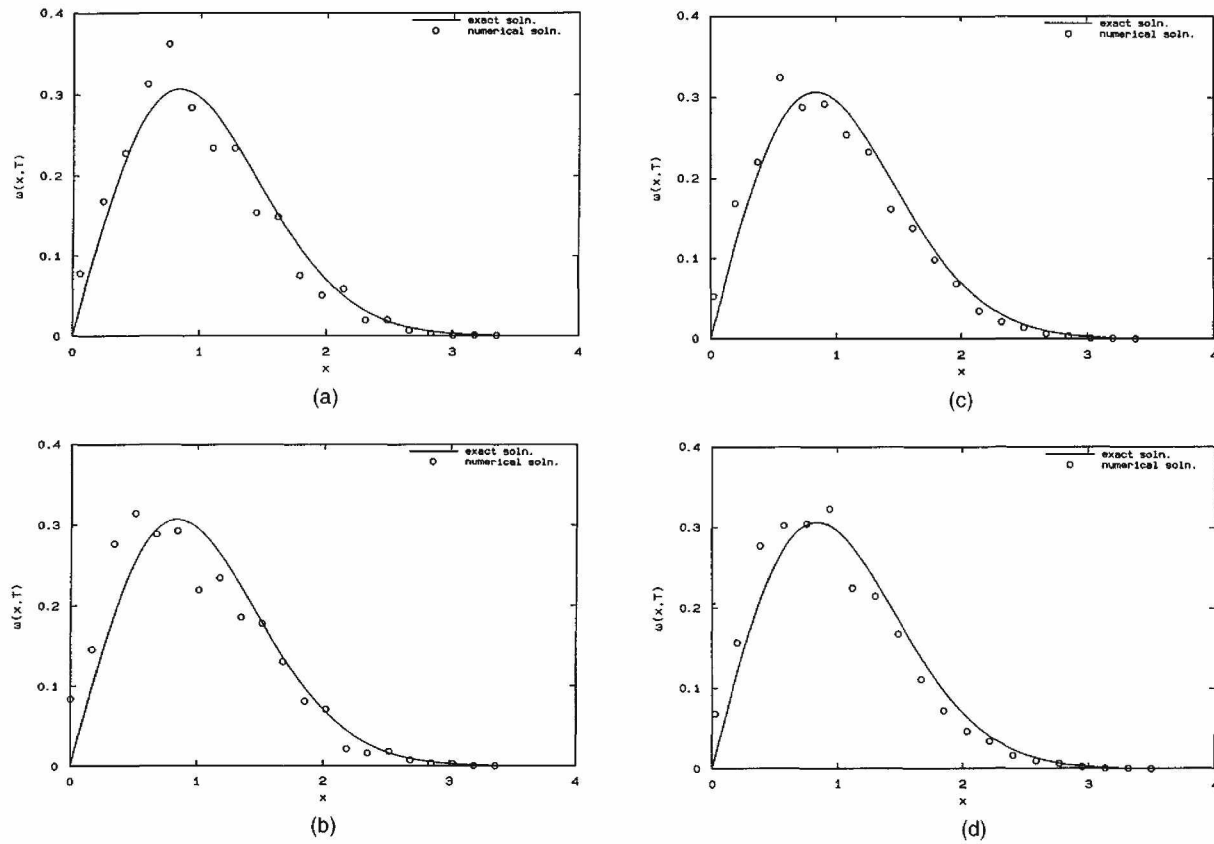 0.4
exact soln.
numerical soln.
0.3
0.2
ω(x,T)
0.1
0
0 1 2 3 4
x
(a)
0.4
exact soln.
numerical soln.
0.3
0.2
ω(x,T)
0.1
0
0 1 2 3 4
x
(b)
0.4
exact soln.
numerical soln.
0.3
0.2
ω(x,T)
0.1
0
0 1 2 3 4
x
(c)
0.4
exact soln.
numerical soln.
0.3
0.2
ω(x,T)
0.1
0
0 1 2 3 4
x
(d)